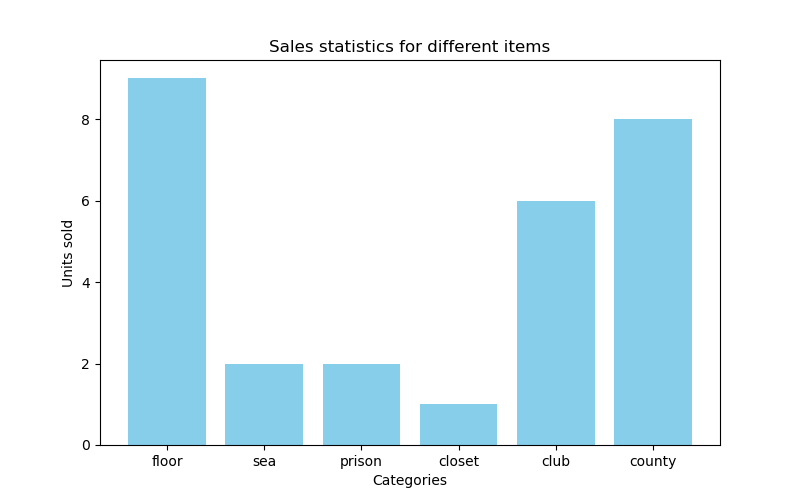 Sales statistics for different items
8
6
4
2
0
Units sold
floor sea prison closet club county
Categories